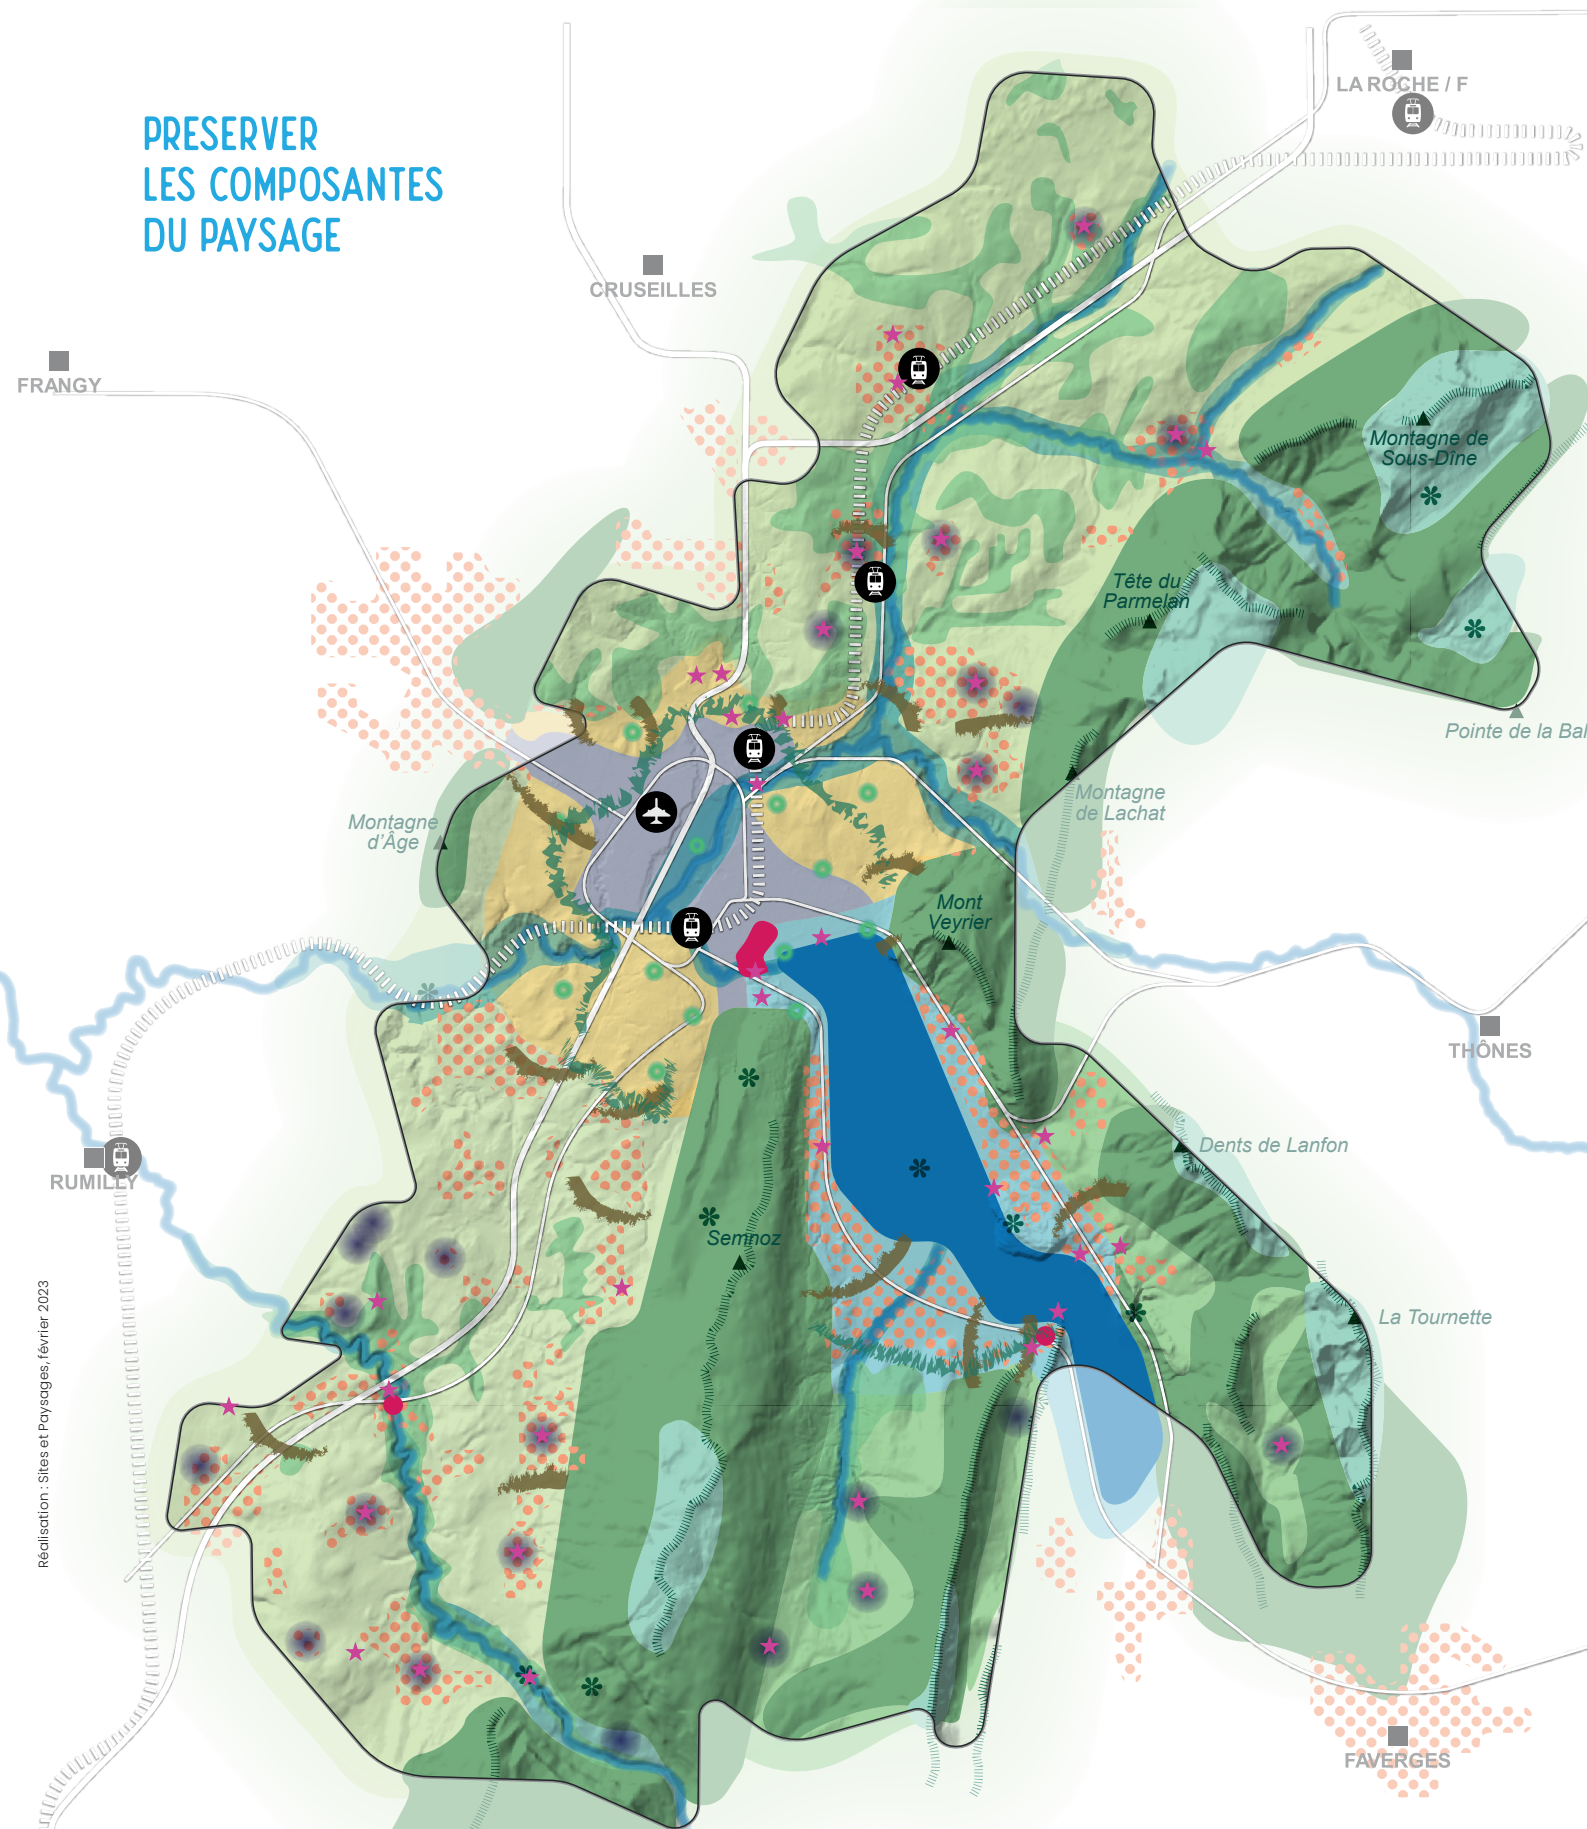 PRESERVER
LES COMPOSANTES
DU PAYSAGE
LA ROCHE / F
CRUSEILLES
FRANGY
Montagne de
Sous-Dîne
Tête du
Parmelan
Pointe de la Bal
Montagne
de Lachat
Montagne
d'Âge
Mont
Veyrier
THÔNES
Dents de Lanfon
RUMILLY
Semnoz
La Tournette
Réalisation : Sites et Paysages, février 2023
FAVERGES